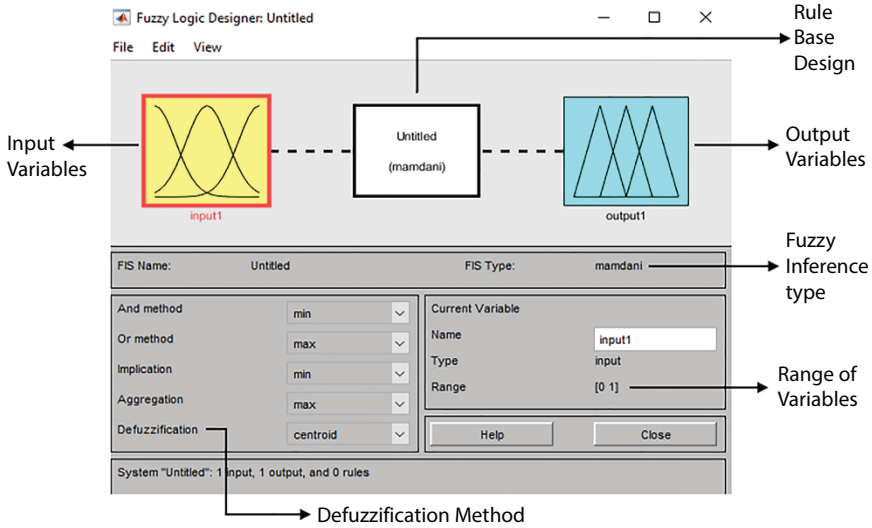 Fuzzy Logic Designer: Untitled
File Edit View
Rule
Base
Design
Input
Variables
input1
Untitled
(mamdani)
output1
Output
Variables
FIS Name: Untitled FIS Type: mamdani
Fuzzy
Inference
type
And method min
Or method max
Implication min
Aggregation max
Defuzzification centroid
Current Variable
Name input1
Type input
Range [0 1]
Range of
Variables
Help Close
System "Untitled": 1 input, 1 output, and 0 rules
Defuzzification Method